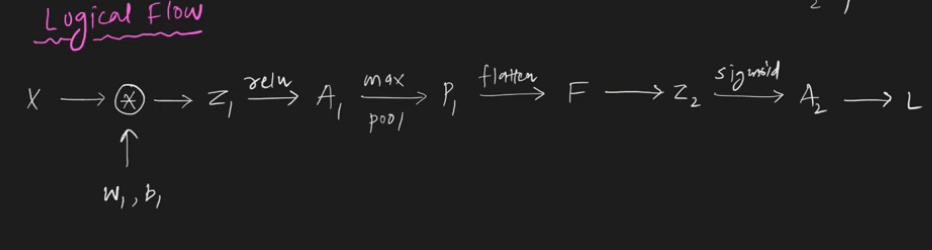 Logical Flow
X → ⊛ → Z₁ relu → A₁ max pool → P₁ flatten → F → Z₂ sigmoid → A₂ → L
↑
W₁, b₁